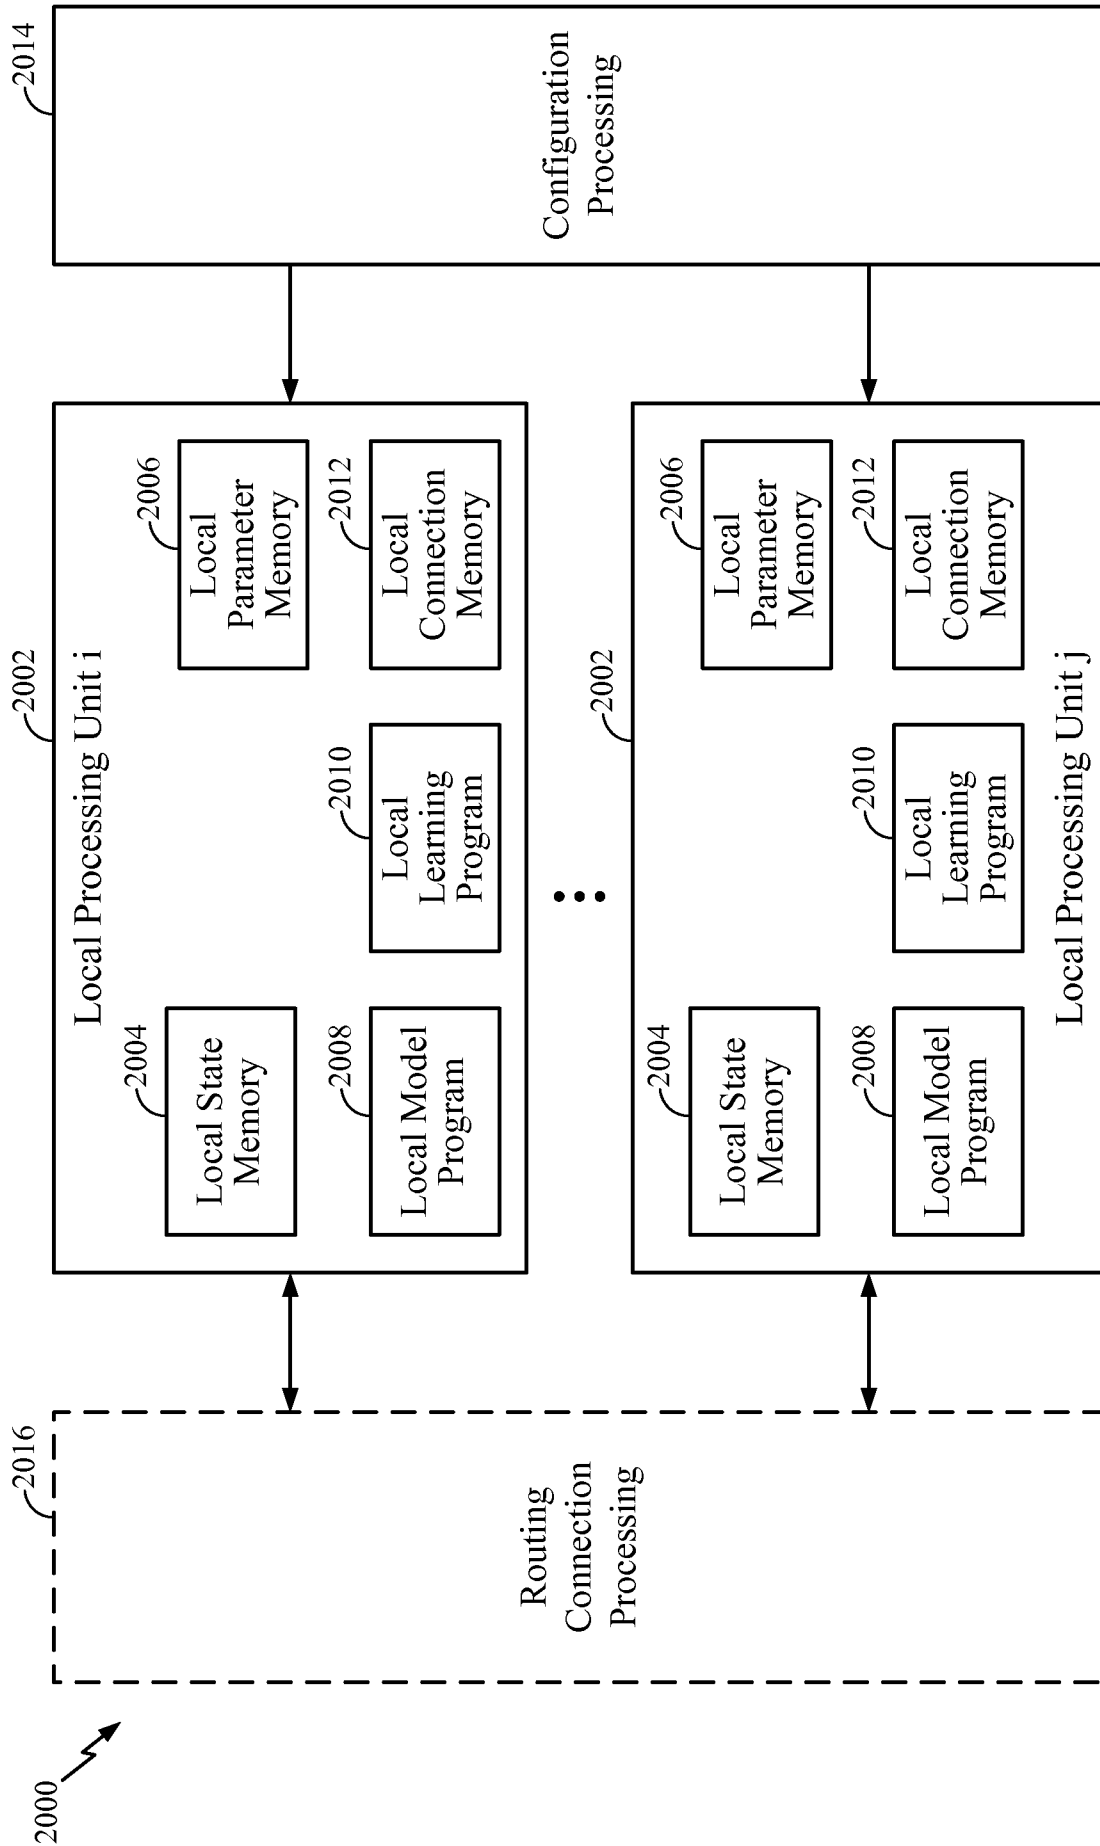 2000
2016
Routing
Connection
Processing
2002
Local Processing Unit i
2004
Local State
Memory
2006
Local
Parameter
Memory
2008
Local Model
Program
2010
Local
Learning
Program
2012
Local
Connection
Memory
2002
2004
Local State
Memory
2006
Local
Parameter
Memory
2008
Local Model
Program
2010
Local
Learning
Program
2012
Local
Connection
Memory
Local Processing Unit j
2014
Configuration
Processing